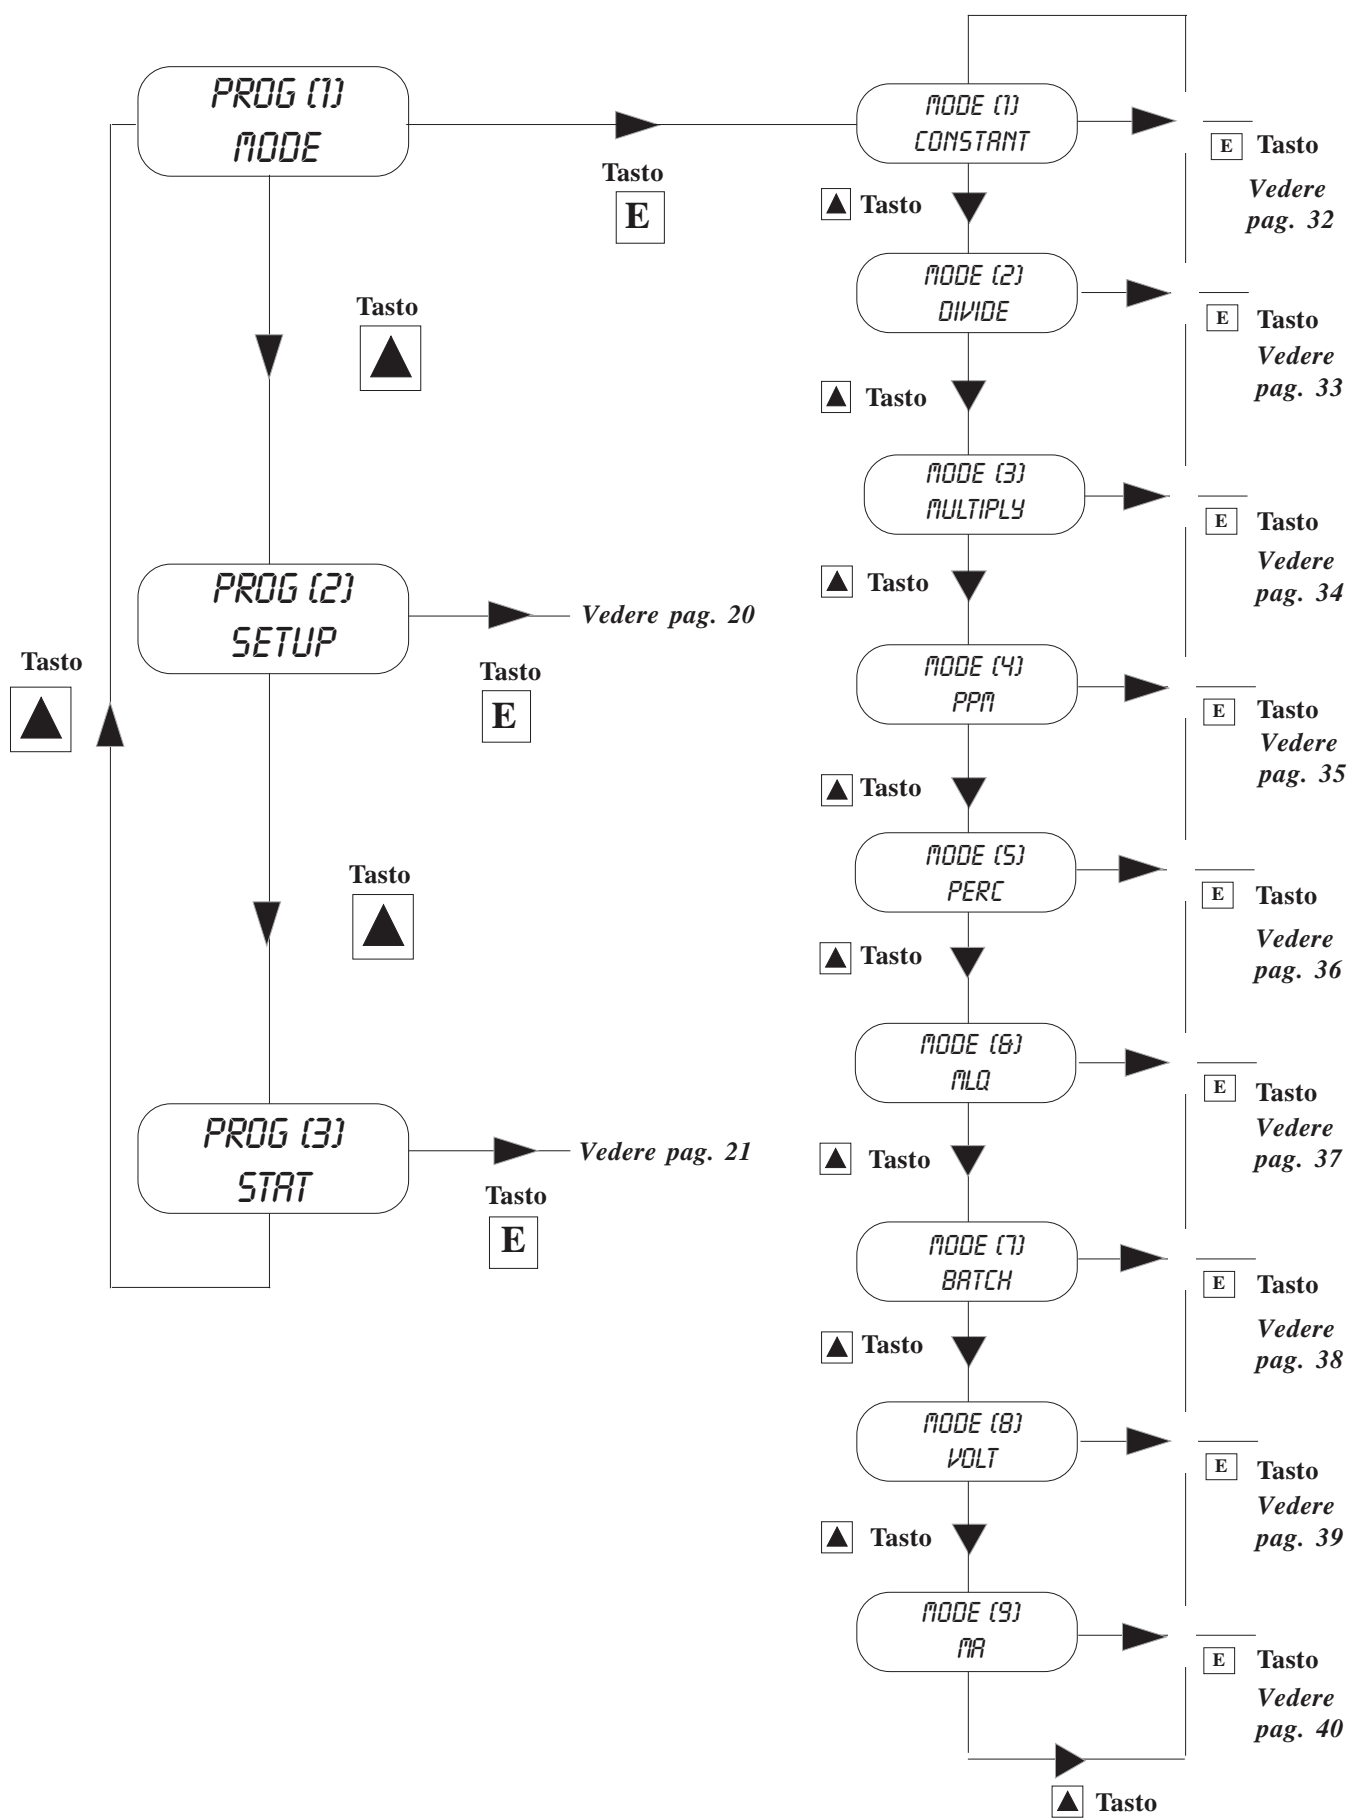 PROG (1)
MODE
Tasto
E
Tasto
PROG (2)
SETUP
Vedere pag. 20
Tasto
E
Tasto
Tasto
PROG (3)
STAT
Vedere pag. 21
Tasto
E
MODE (1)
CONSTANT
E Tasto
Vedere
pag. 32
Tasto
MODE (2)
DIVIDE
E Tasto
Vedere
pag. 33
Tasto
MODE (3)
MULTIPLY
E Tasto
Vedere
pag. 34
Tasto
MODE (4)
PPM
E Tasto
Vedere
pag. 35
Tasto
MODE (5)
PERC
E Tasto
Vedere
pag. 36
Tasto
MODE (&)
MLQ
E Tasto
Vedere
pag. 37
Tasto
MODE (7)
BATCH
E Tasto
Vedere
pag. 38
Tasto
MODE (8)
VOLT
E Tasto
Vedere
pag. 39
Tasto
MODE (9)
MA
E Tasto
Vedere
pag. 40
Tasto